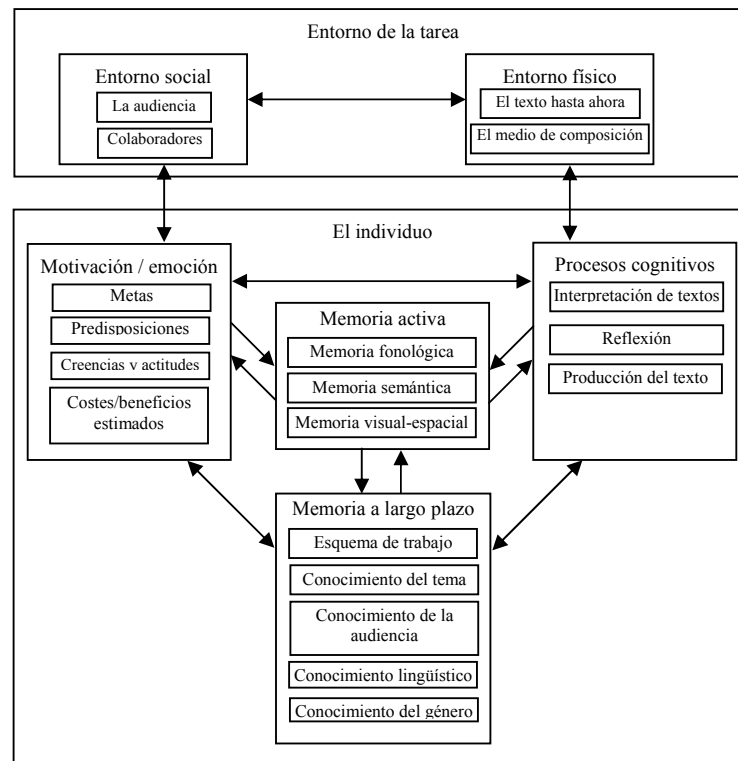 Entorno de la tarea
Entorno social
La audiencia
Colaboradores
Entorno físico
El texto hasta ahora
El medio de composición
El individuo
Motivación / emoción
Metas
Predisposiciones
Creencias v actitudes
Costes/beneficios
estimados
Memoria activa
Memoria fonológica
Memoria semántica
Memoria visual-espacial
Procesos cognitivos
Interpretación de textos
Reflexión
Producción del texto
Memoria a largo plazo
Esquema de trabajo
Conocimiento del tema
Conocimiento de la
audiencia
Conocimiento lingüístico
Conocimiento del género